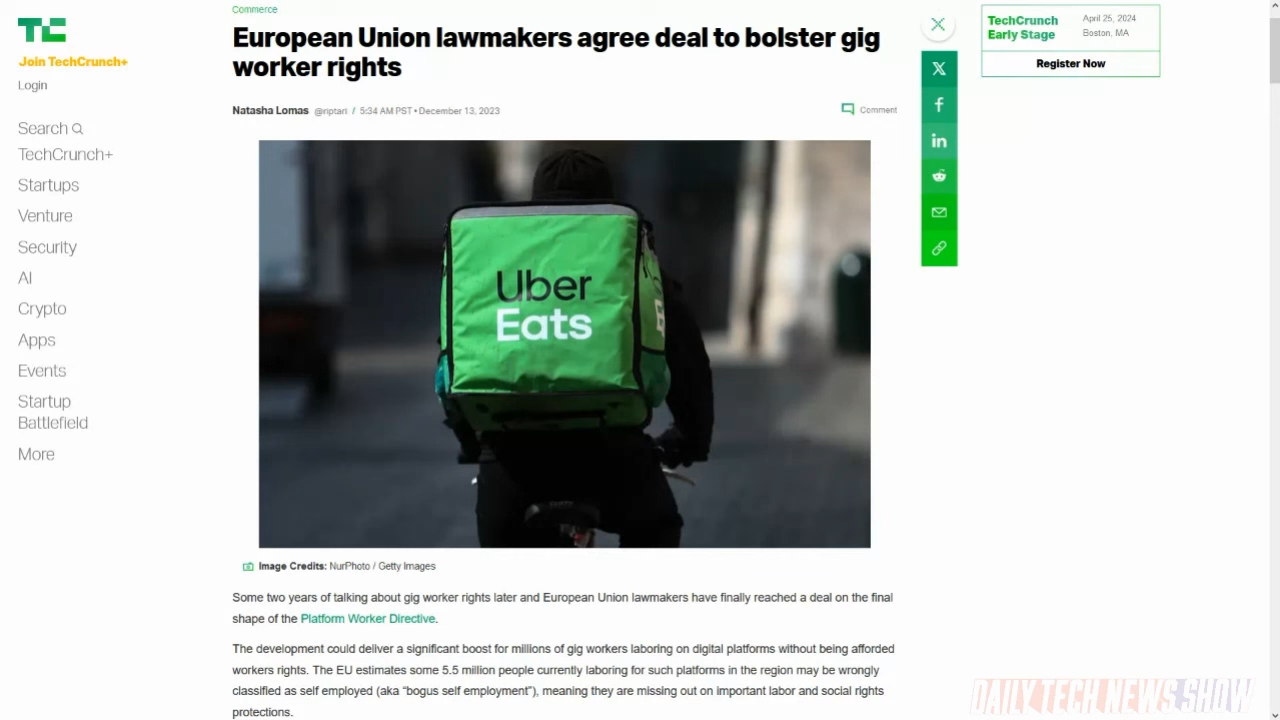 TC
Join TechCrunch+
Login
Search
TechCrunch+
Startups
Venture
Security
AI
Crypto
Apps
Events
Startup
Battlefield
More
Commerce
European Union lawmakers agree deal to bolster gig
worker rights
Natasha Lomas @riptari / 5:34 AM PST • December 13, 2023
Comment
Uber
Eats
Image Credits: NurPhoto / Getty Images
Some two years of talking about gig worker rights later and European Union lawmakers have finally reached a deal on the final
shape of the Platform Worker Directive.
The development could deliver a significant boost for millions of gig workers laboring on digital platforms without being afforded
workers rights. The EU estimates some 5.5 million people currently laboring for such platforms in the region may be wrongly
classified as self employed (aka “bogus self employment”), meaning they are missing out on important labor and social rights
protections.
X
f
in
TechCrunch
Early Stage
April 25, 2024
Boston, MA
Register Now
DAILY TECH NEWS SHOW